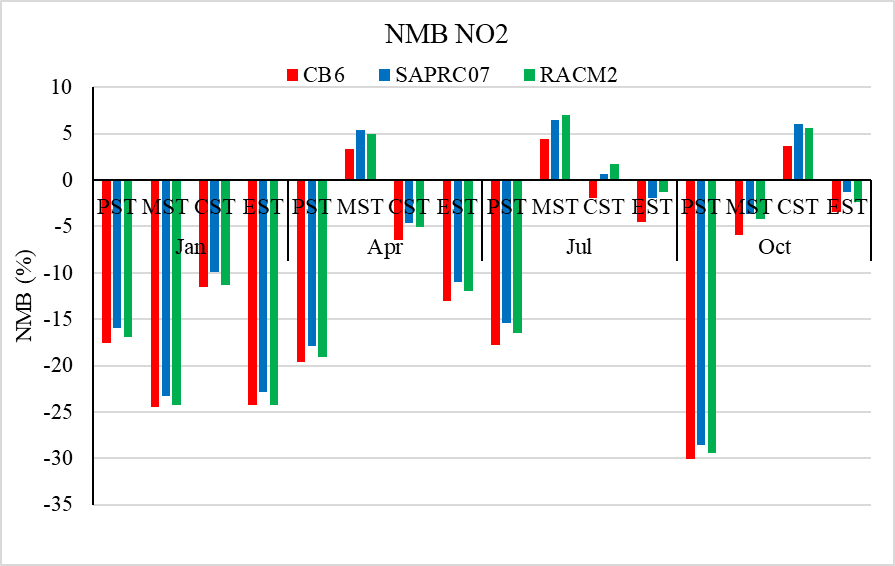 NMB NO2
CB6 SAPRC07 RACM2
10
5
0
-5
-10
-15
-20
-25
-30
-35
NMB (%)
PST MST CST EST PST MST CST EST PST MST CST EST PST MST CST EST
Jan Apr Jul Oct